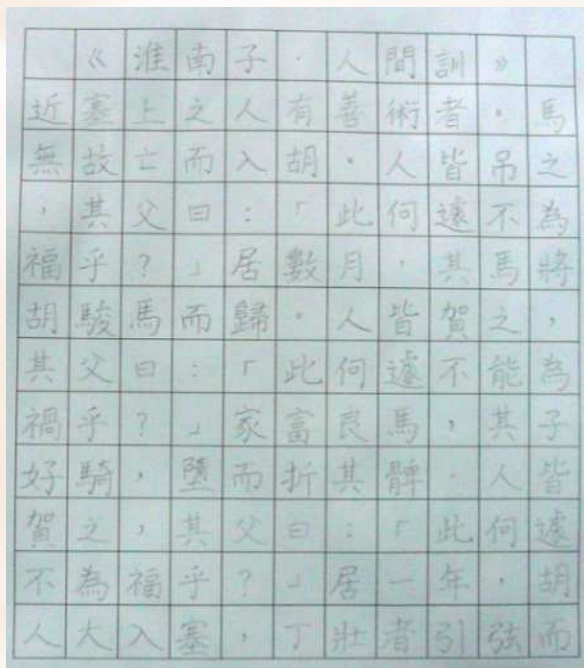 《淮南子·人間訓》
近塞上之人有善術者。馬
無故亡而入胡。人皆吊之
,其父曰:「此何遽不為
福乎?」居數月,其馬將
胡駿馬而歸。人皆賀之,
其父曰:「此何遽不能為
禍乎?」家富良馬,其子
好騎,墮而折其髀。人皆
賀之,其父曰:「此何遽
不為福乎?」居一年,胡
人大入塞,丁壯者引弦而